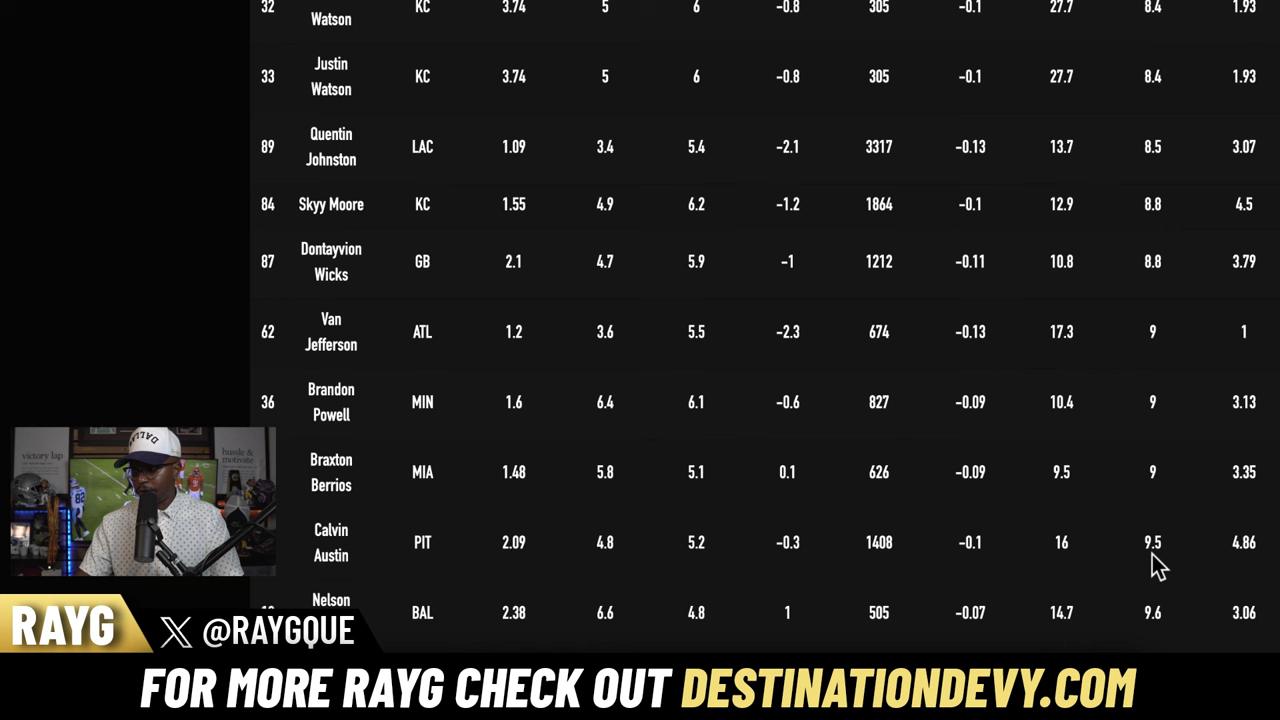 32 Watson KC 3.74 5 6 -0.8 305 -0.1 27.7 8.4 1.93
33 Justin Watson KC 3.74 5 6 -0.8 305 -0.1 27.7 8.4 1.93
89 Quentin Johnston LAC 1.09 3.4 5.4 -2.1 3317 -0.13 13.7 8.5 3.07
84 Skyy Moore KC 1.55 4.9 6.2 -1.2 1864 -0.1 12.9 8.8 4.5
87 Dontayvion Wicks GB 2.1 4.7 5.9 -1 1212 -0.11 10.8 8.8 3.79
62 Van Jefferson ATL 1.2 3.6 5.5 -2.3 674 -0.13 17.3 9 1
36 Brandon Powell MIN 1.6 6.4 6.1 -0.6 827 -0.09 10.4 9 3.13
Braxton Berrios MIA 1.48 5.8 5.1 0.1 626 -0.09 9.5 9 3.35
Calvin Austin PIT 2.09 4.8 5.2 -0.3 1408 -0.1 16 9.5 4.86
Nelson BAL 2.38 6.6 4.8 1 505 -0.07 14.7 9.6 3.06
victory lap
hustle &
motivate
DALLAS
82
RAYG X @RAYGQUE
FOR MORE RAYG CHECK OUT DESTINATIONDEVY.COM